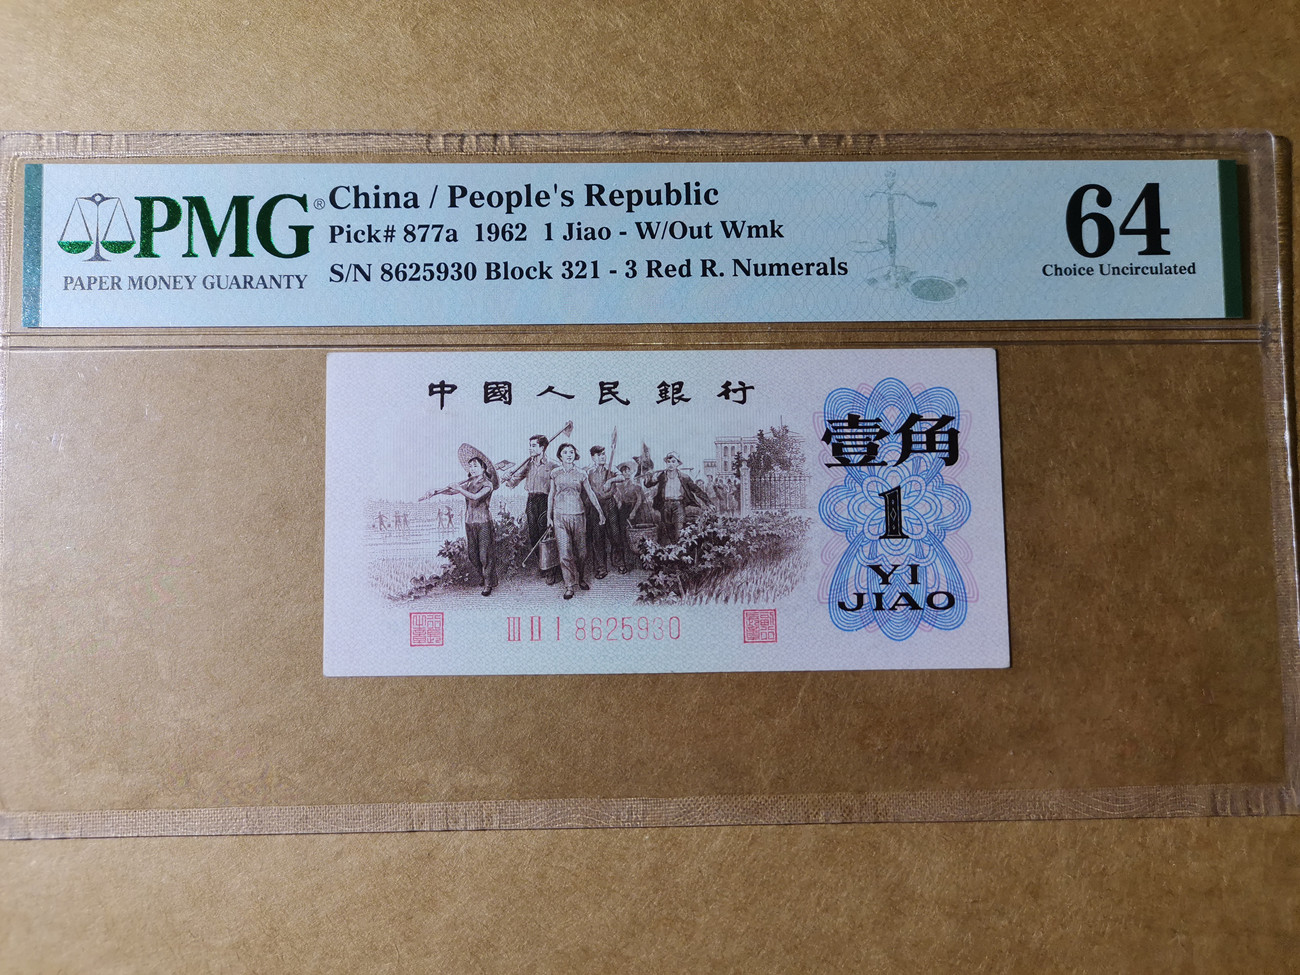 PMG®
PAPER MONEY GUARANTY
China / People's Republic
Pick# 877a 1962 1 Jiao - W/Out Wmk
S/N 8625930 Block 321 - 3 Red R. Numerals
64
Choice Uncirculated
中國人民銀行
壹角
1
YI
JIAO
III II I 8625930